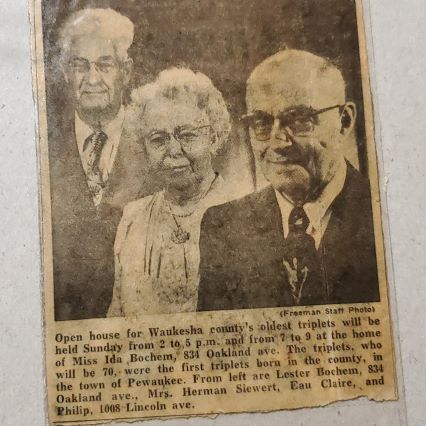 (Freeman Staff Photo)
Open house for Waukesha county's oldest triplets will be
held Sunday from 2 to 5 p.m. and from 7 to 9 at the home
of Miss Ida Bochem, 834 Oakland ave. The triplets, who
will be 70, were the first triplets born in the county, in
the town of Pewaukee. From left are Lester Bochem, 834
Oakland ave., Mrs. Herman Siewert, Eau Claire, and
Philip, 1008 Lincoln ave.